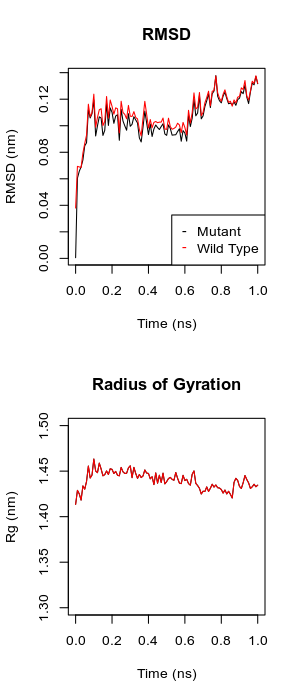 RMSD
RMSD (nm)
0.00 0.04 0.08 0.12
Mutant
Wild Type
0.0 0.2 0.4 0.6 0.8 1.0
Time (ns)
Radius of Gyration
Rg (nm)
1.30 1.35 1.40 1.45 1.50
0.0 0.2 0.4 0.6 0.8 1.0
Time (ns)